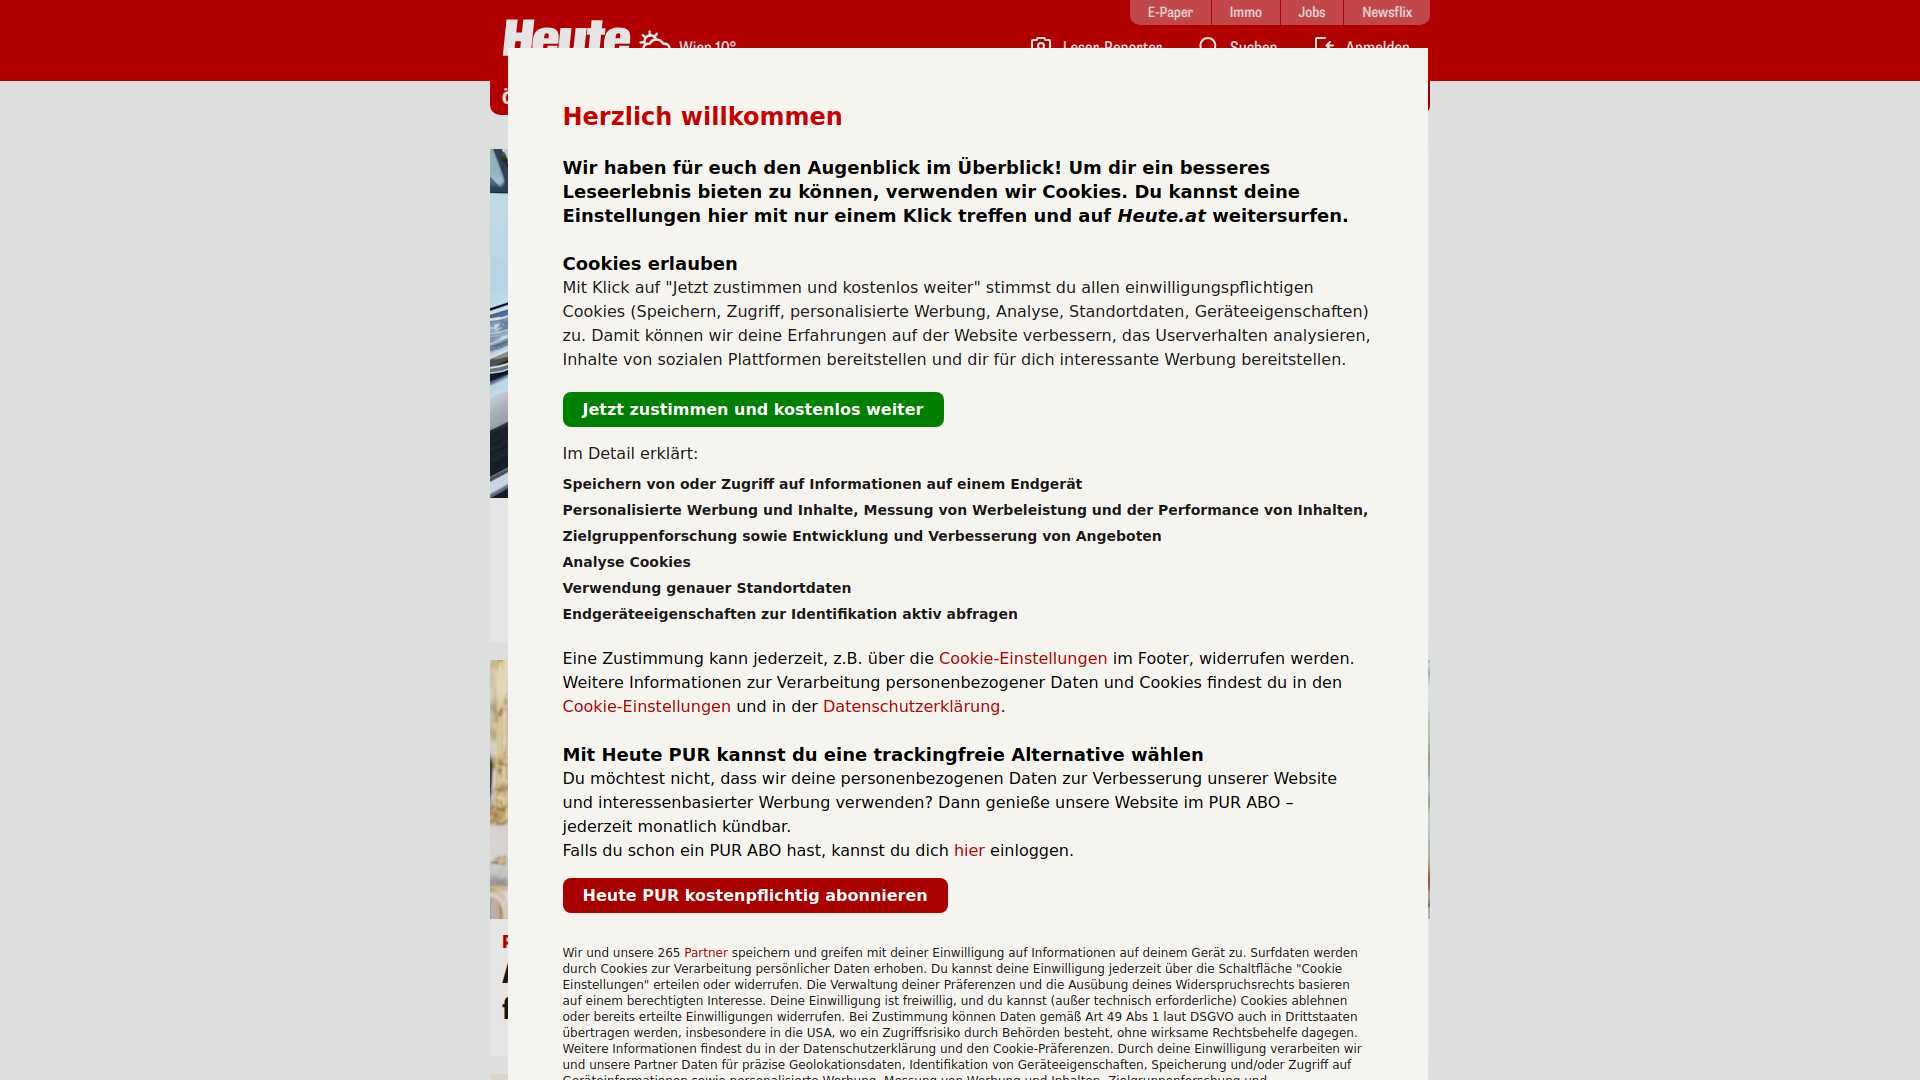 E-Paper Immo Jobs Newsflix
Heute Wien 10° Leser-Reporter Suchen Anmelden
Herzlich willkommen
Wir haben für euch den Augenblick im Überblick! Um dir ein besseres
Leseerlebnis bieten zu können, verwenden wir Cookies. Du kannst deine
Einstellungen hier mit nur einem Klick treffen und auf Heute.at weitersurfen.
Cookies erlauben
Mit Klick auf "Jetzt zustimmen und kostenlos weiter" stimmst du allen einwilligungspflichtigen
Cookies (Speichern, Zugriff, personalisierte Werbung, Analyse, Standortdaten, Geräteeigenschaften)
zu. Damit können wir deine Erfahrungen auf der Website verbessern, das Userverhalten analysieren,
Inhalte von sozialen Plattformen bereitstellen und dir für dich interessante Werbung bereitstellen.
Jetzt zustimmen und kostenlos weiter
Im Detail erklärt:
Speichern von oder Zugriff auf Informationen auf einem Endgerät
Personalisierte Werbung und Inhalte, Messung von Werbeleistung und der Performance von Inhalten,
Zielgruppenforschung sowie Entwicklung und Verbesserung von Angeboten
Analyse Cookies
Verwendung genauer Standortdaten
Endgeräteeigenschaften zur Identifikation aktiv abfragen
Eine Zustimmung kann jederzeit, z.B. über die Cookie-Einstellungen im Footer, widerrufen werden.
Weitere Informationen zur Verarbeitung personenbezogener Daten und Cookies findest du in den
Cookie-Einstellungen und in der Datenschutzerklärung.
Mit Heute PUR kannst du eine trackingfreie Alternative wählen
Du möchtest nicht, dass wir deine personenbezogenen Daten zur Verbesserung unserer Website
und interessenbasierter Werbung verwenden? Dann genieße unsere Website im PUR ABO –
jederzeit monatlich kündbar.
Falls du schon ein PUR ABO hast, kannst du dich hier einloggen.
Heute PUR kostenpflichtig abonnieren
Wir und unsere 265 Partner speichern und greifen mit deiner Einwilligung auf Informationen auf deinem Gerät zu. Surfdaten werden
durch Cookies zur Verarbeitung persönlicher Daten erhoben. Du kannst deine Einwilligung jederzeit über die Schaltfläche "Cookie
Einstellungen" erteilen oder widerrufen. Die Verwaltung deiner Präferenzen und die Ausübung deines Widerspruchsrechts basieren
auf einem berechtigten Interesse. Deine Einwilligung ist freiwillig, und du kannst (außer technisch erforderliche) Cookies ablehnen
oder bereits erteilte Einwilligungen widerrufen. Bei Zustimmung können Daten gemäß Art 49 Abs 1 laut DSGVO auch in Drittstaaten
übertragen werden, insbesondere in die USA, wo ein Zugriffsrisiko durch Behörden besteht, ohne wirksame Rechtsbehelfe dagegen.
Weitere Informationen findest du in der Datenschutzerklärung und den Cookie-Präferenzen. Durch deine Einwilligung verarbeiten wir
und unsere Partner Daten für präzise Geolokationsdaten, Identifikation von Geräteeigenschaften, Speicherung und/oder Zugriff auf
Geräteinformationen sowie personalisierte Werbung, Messung von Werbung und Inhalten, Zielgruppenforschung und